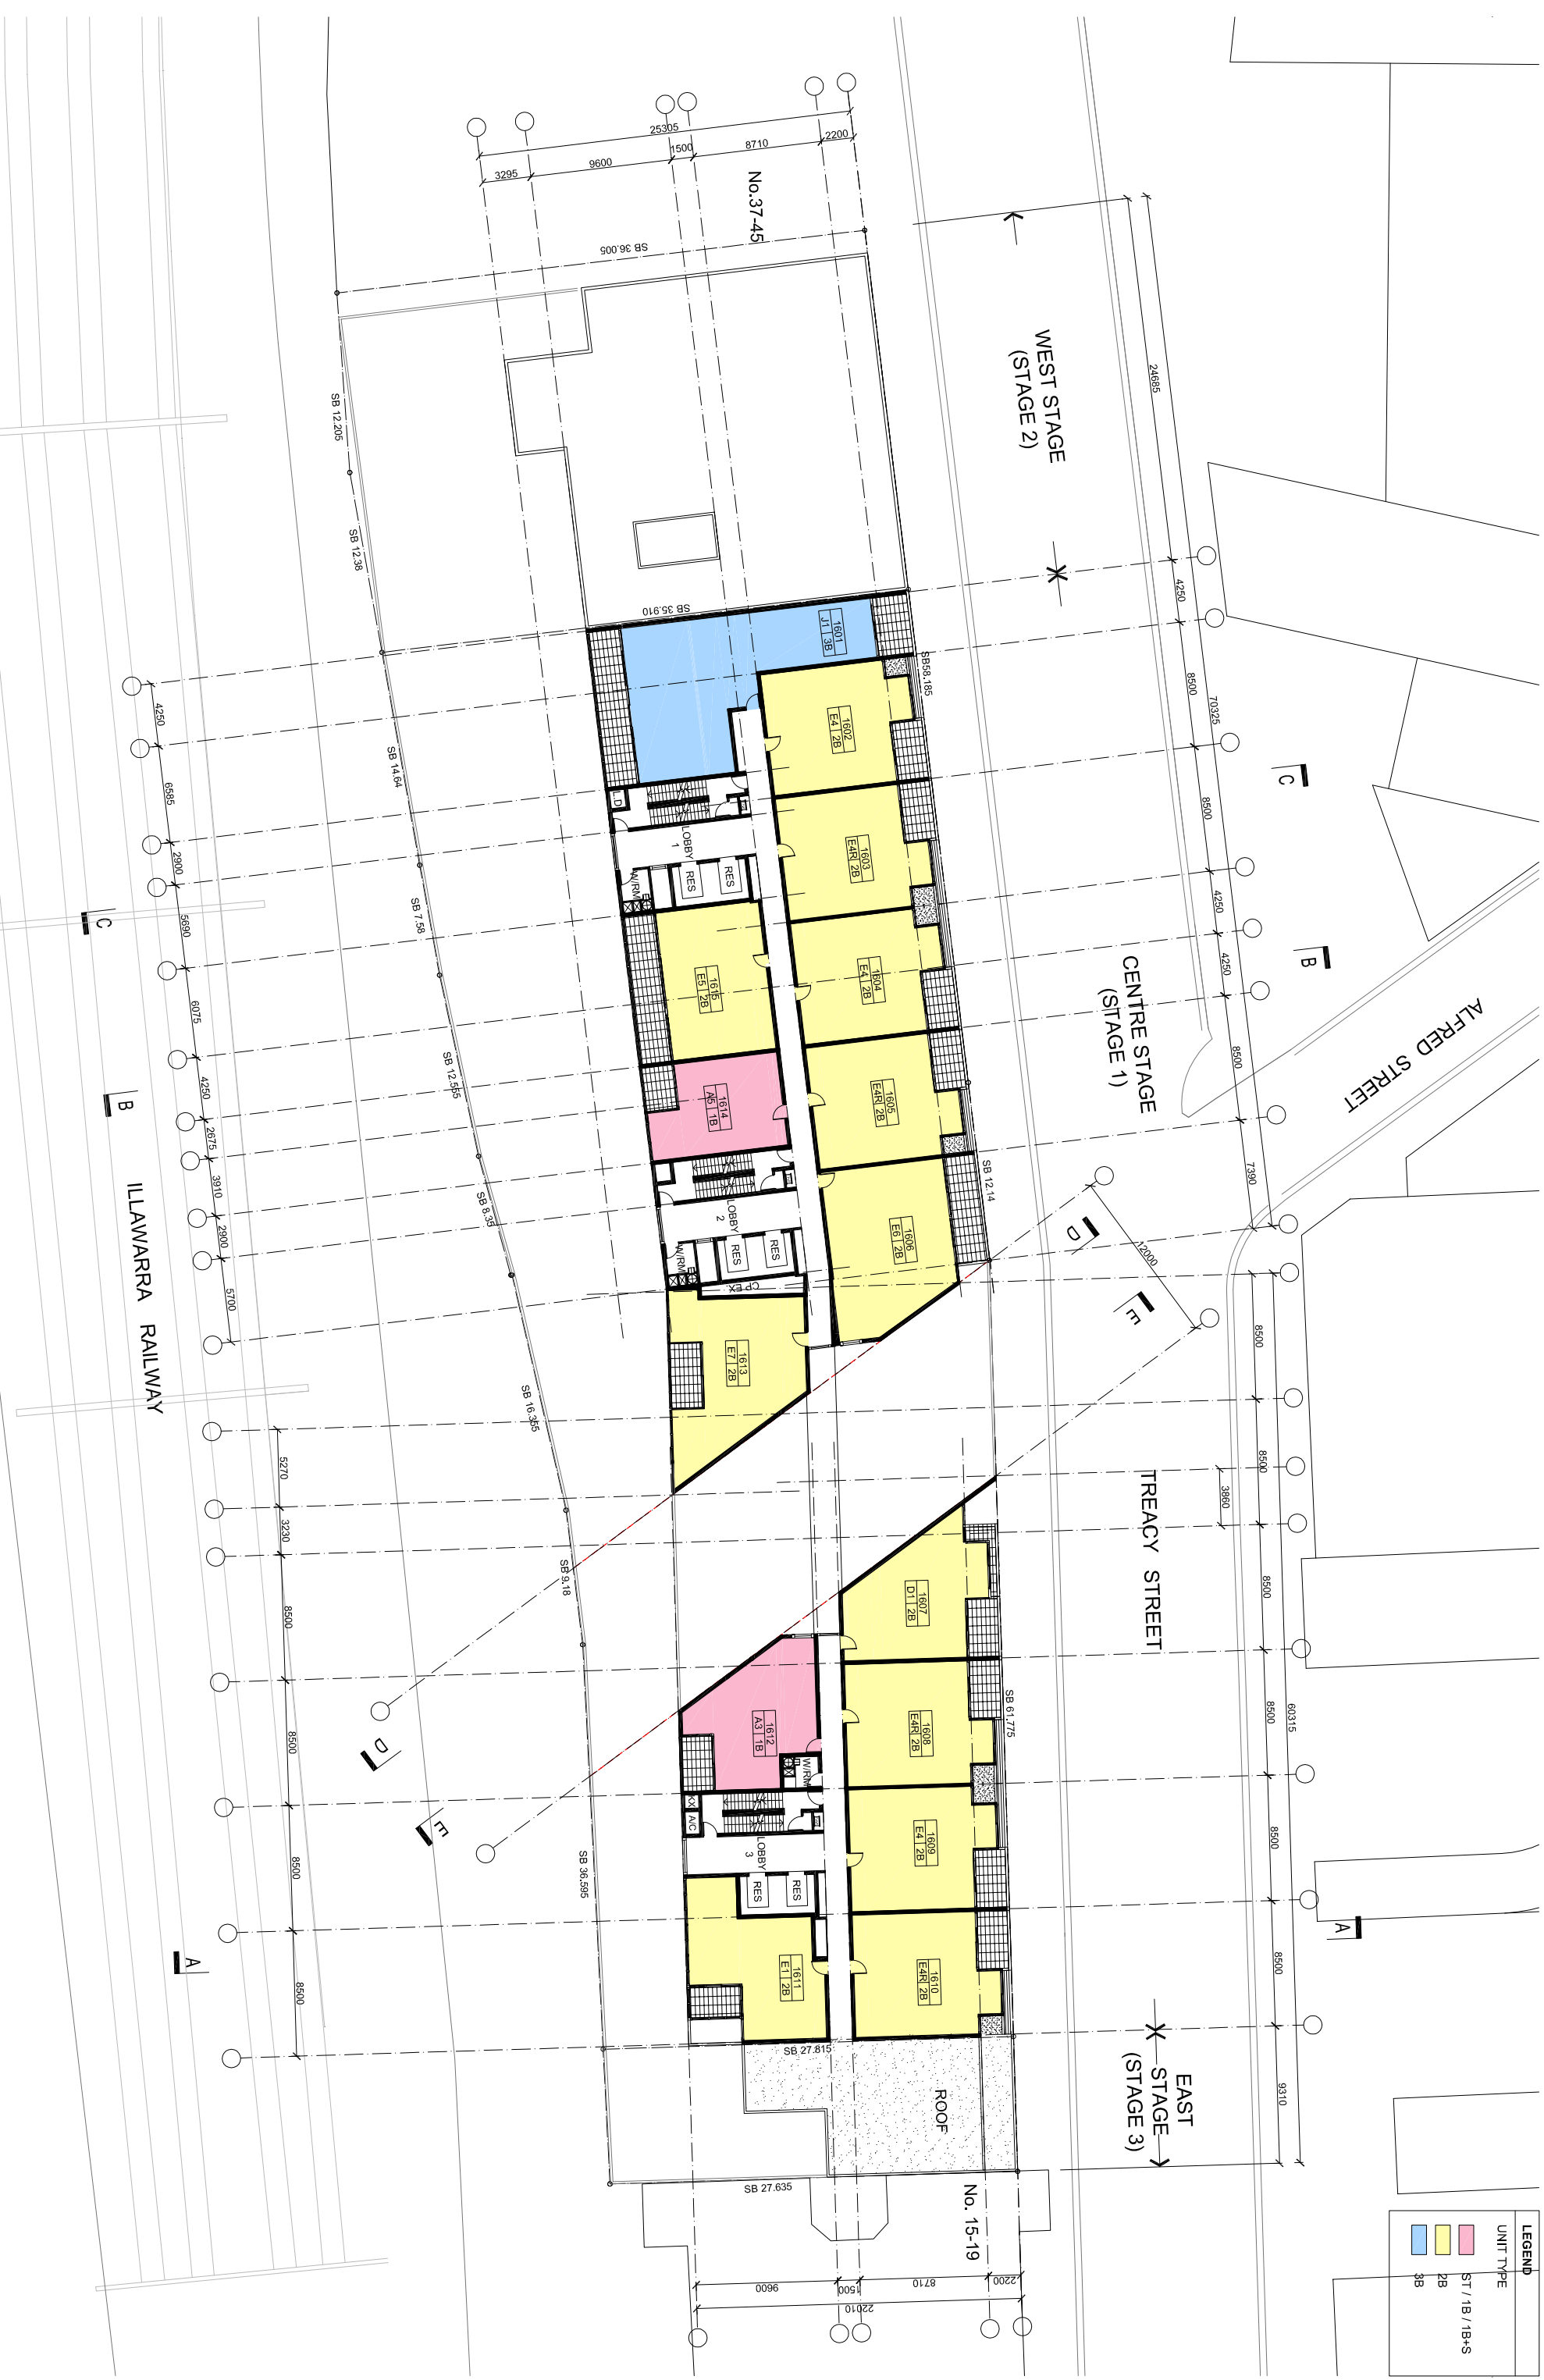 25305
3295
9600
1500
8710
2200
No.37-45
SB 36.005
WEST STAGE
(STAGE 2)
24685
4250
8500
70325
8500
4250
4250
8500
7390
SB 12.205
SB 12.38
SB 35.910
SB58.185
SB 14.64
SB 7.58
SB 12.555
SB 8.35
SB 16.355
SB 9.18
SB 36.595
SB 12.14
SB 61.775
SB 27.815
SB 27.635
4250
6585
2900
5690
6075
4250
2675
3910
2900
5700
5270
3230
8500
8500
8500
8500
C
C
B
B
A
A
D
D
E
E
CENTRE STAGE
(STAGE 1)
ALFRED STREET
TREACY STREET
ILLAWARRA RAILWAY
12000
8500
8500
3860
8500
8500
60315
8500
8500
9310
EAST
STAGE
(STAGE 3)
1601
J1 3B
1602
E4 2B
1603
E4R 2B
1604
E4 2B
1605
E4R 2B
1606
E6 2B
1607
D1 2B
1608
E4R 2B
1609
E4 2B
1610
E4R 2B
1611
E1 2B
1612
A3 1B
1613
E7 2B
1614
A5 1B
1615
E5 2B
LOBBY
1
RES
RES
W/RM
LOBBY
2
RES
RES
W/RM
CP EX
LOBBY
3
RES
RES
W/RM
KX
A/C
ROOF
No. 15-19
9600
1500
8710
2200
22010
LEGEND
UNIT TYPE
ST / 1B / 1B+S
2B
3B